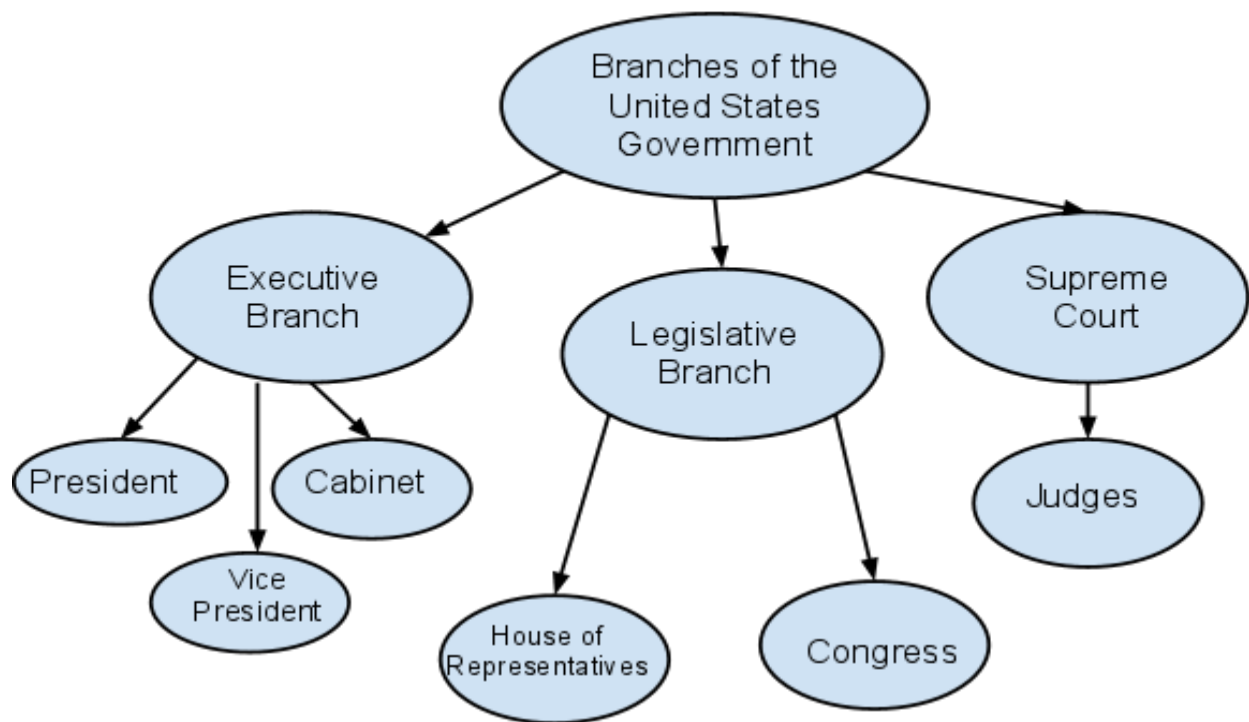 Branches of the
United States
Government
Executive
Branch
Legislative
Branch
Supreme
Court
President
Cabinet
Judges
Vice
President
House of
Representatives
Congress